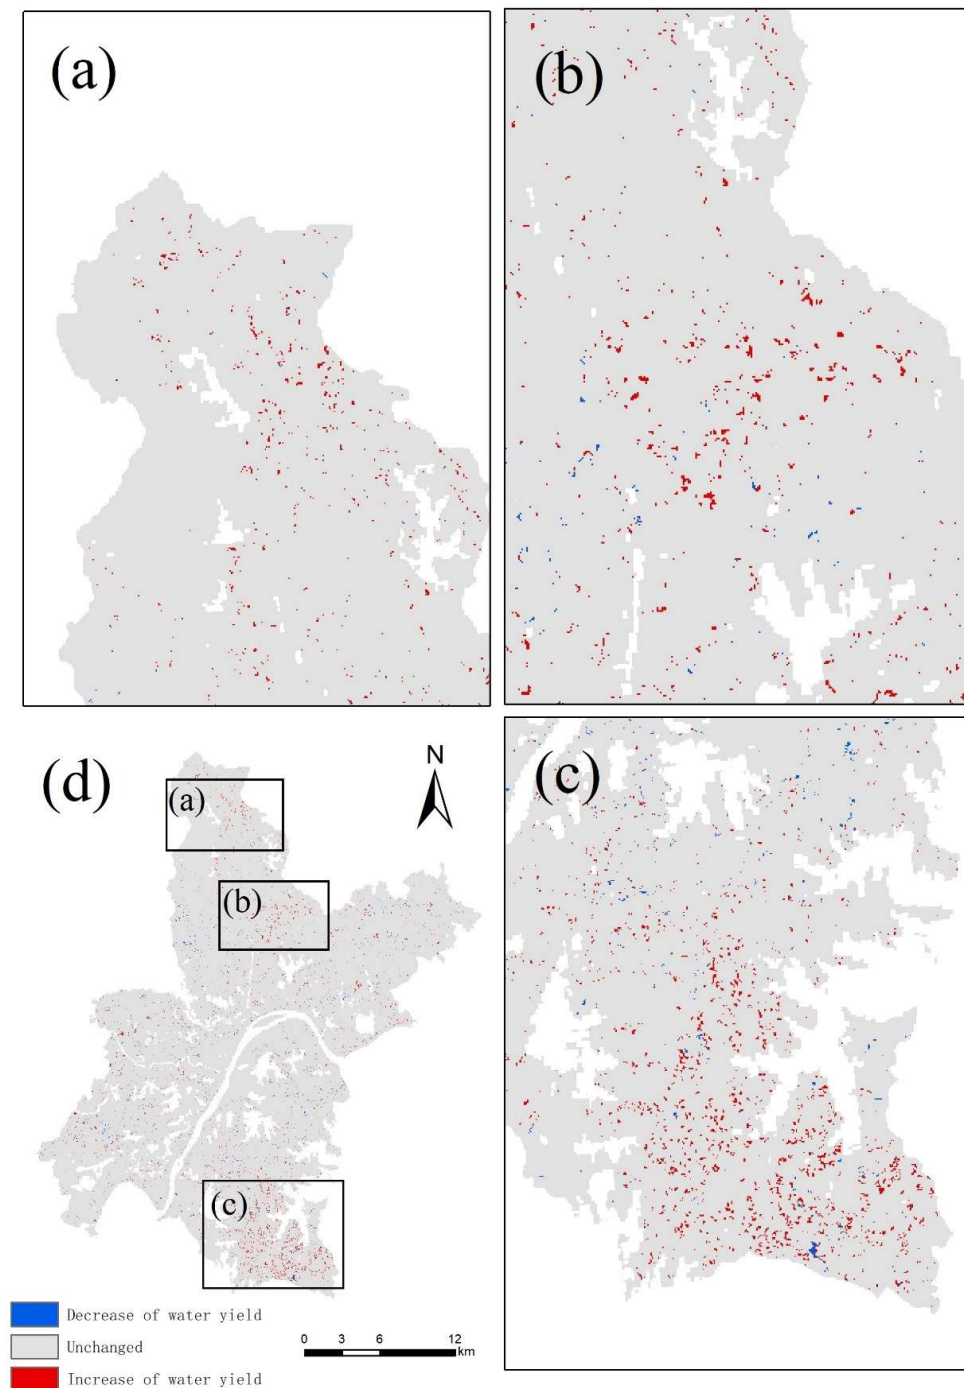 (a)
(b)
(d)
N
(a)
(b)
(c)
(c)
Decrease of water yield
Unchanged
Increase of water yield
0 3 6 12
km